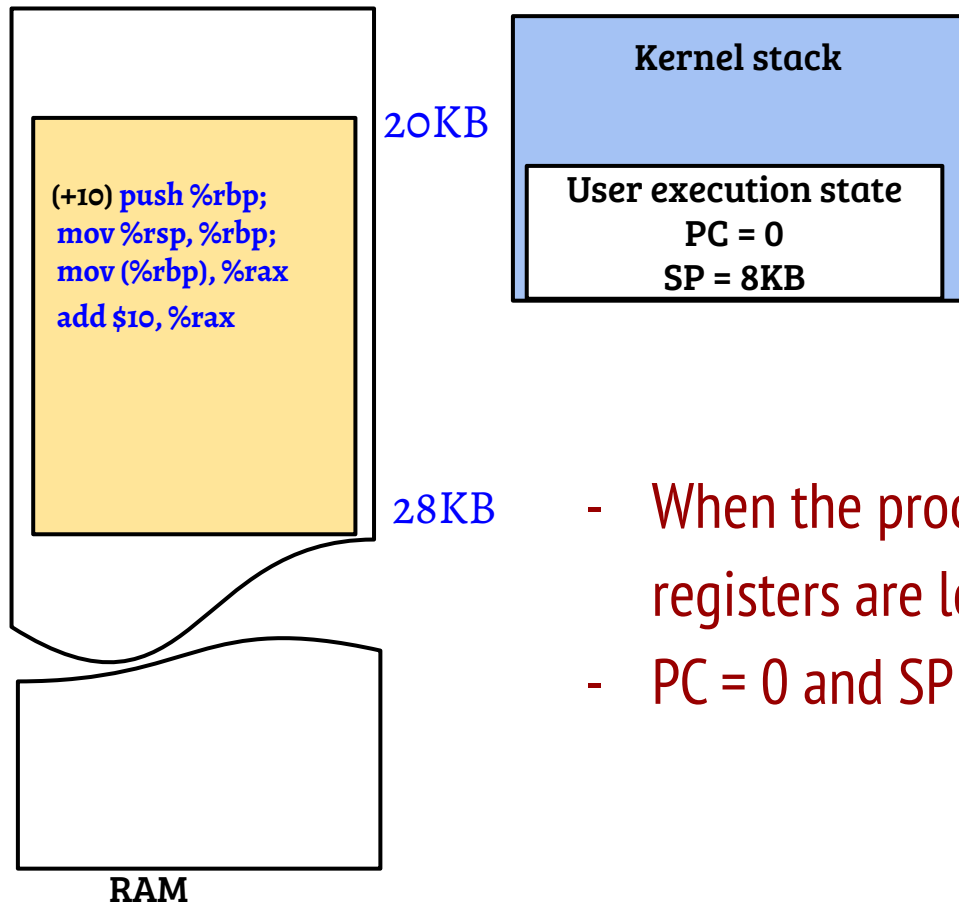 Kernel stack
20KB
(+10) push %rbp;
mov %rsp, %rbp;
mov (%rbp), %rax
add $10, %rax
User execution state
PC = 0
SP = 8KB
28KB
- When the proc
registers are l
- PC = 0 and SP
RAM